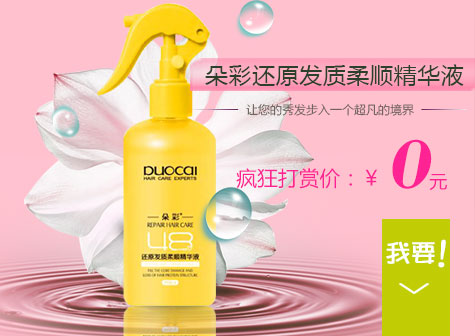 朵彩还原发质柔顺精华液
让您的秀发步入一个超凡的境界
疯狂打赏价：¥ 0元
我要!
DUOCAI
HAIR CARE EXPERTS
朵彩
REPAIR HAIR CARE
48
还原发质柔顺精华液